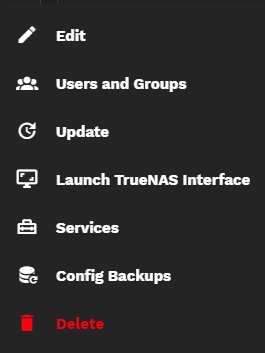 Edit
Users and Groups
Update
Launch TrueNAS Interface
Services
Config Backups
Delete